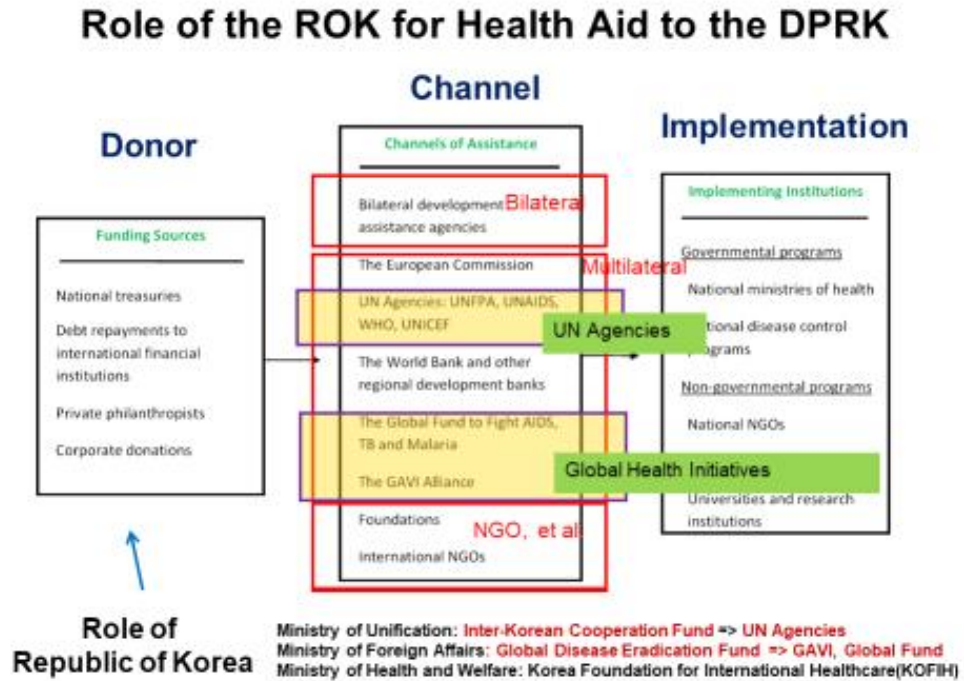 Role of the ROK for Health Aid to the DPRK
Donor
Funding Sources
National treasuries
Debt repayments to
international financial
institutions
Private philanthropists
Corporate donations
Role of
Republic of Korea
Channel
Channels of Assistance
Bilateral development
assistance agencies
Bilateral
The European Commission
Multilateral
UN Agencies: UNFPA, UNAIDS,
WHO, UNICEF
UN Agencies
The World Bank and other
regional development banks
The Global Fund to Fight AIDS,
TB and Malaria
The GAVI Alliance
Global Health Initiatives
Foundations
NGO, et al
International NGOs
Implementation
Implementing Institutions
Governmental programs
National ministries of health
disease control
Non-governmental programs
National NGOs
Universities and research
institutions
Ministry of Unification: Inter-Korean Cooperation Fund => UN Agencies
Ministry of Foreign Affairs: Global Disease Eradication Fund => GAVI, Global Fund
Ministry of Health and Welfare: Korea Foundation for International Healthcare(KOFIH)